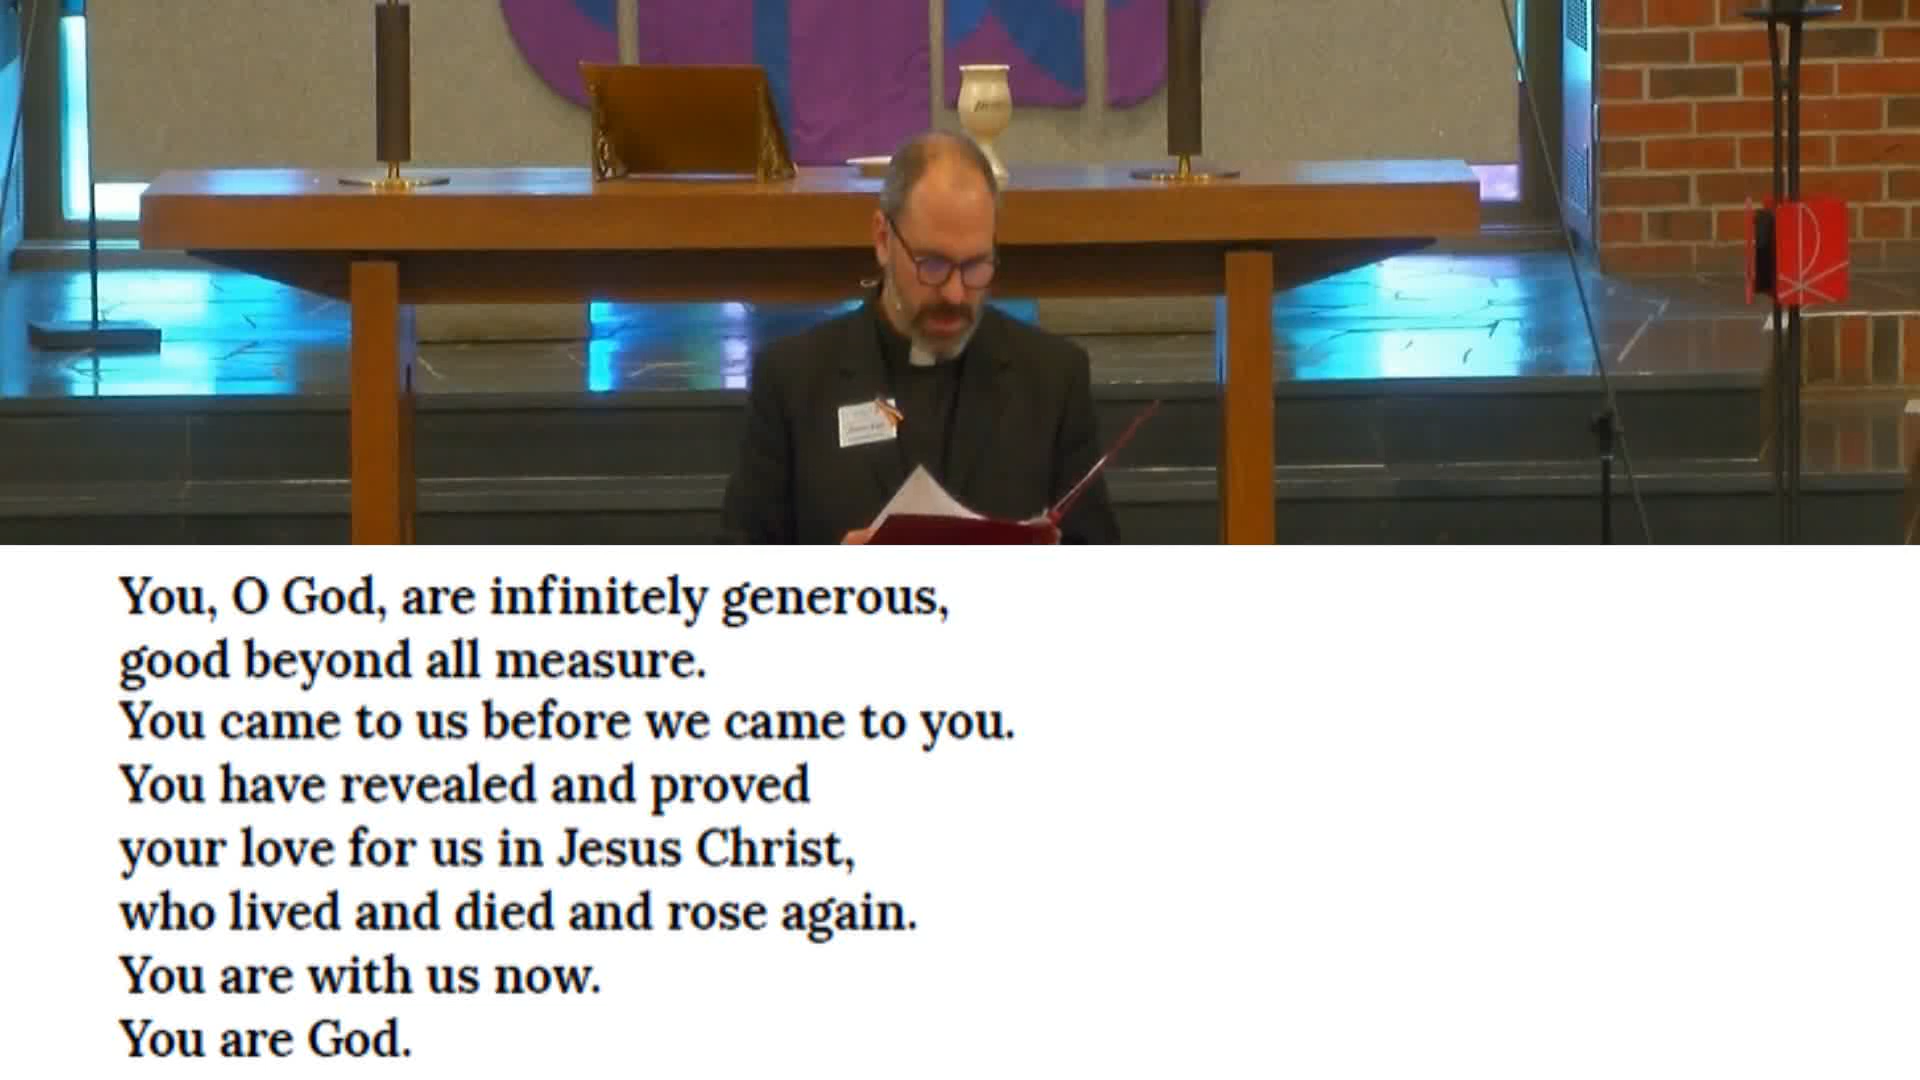 You, O God, are infinitely generous,
good beyond all measure.
You came to us before we came to you.
You have revealed and proved
your love for us in Jesus Christ,
who lived and died and rose again.
You are with us now.
You are God.